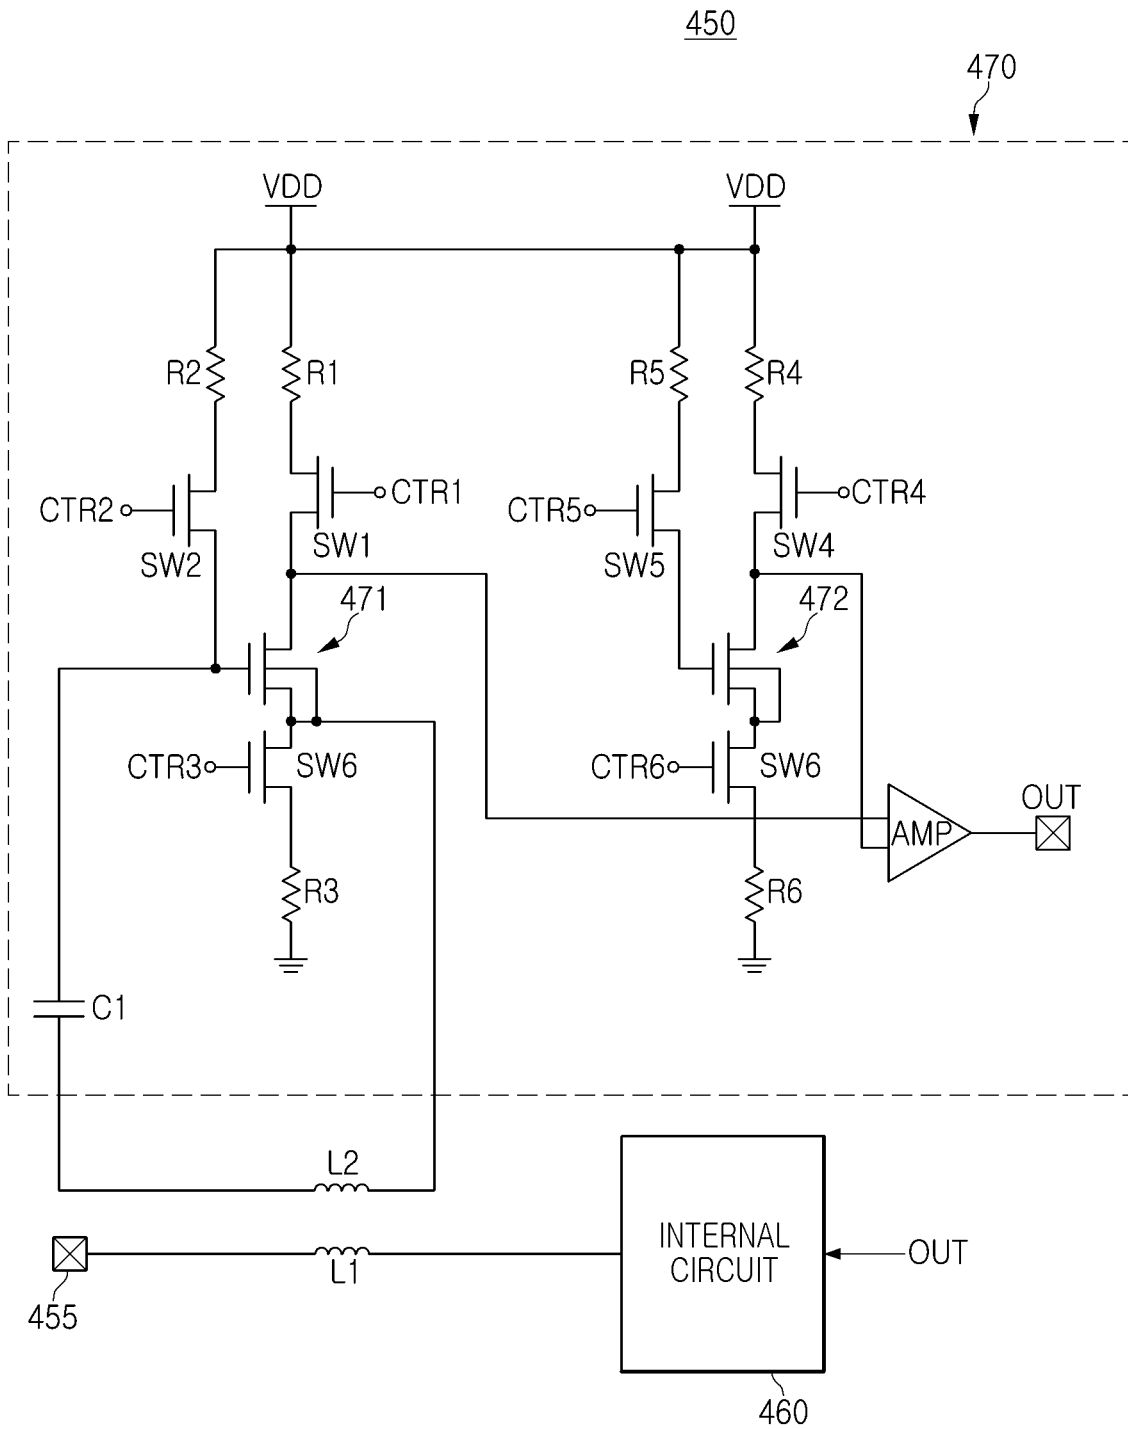 450
470
VDD
VDD
R2
R1
R5
R4
CTR2
CTR1
CTR5
CTR4
SW2
SW1
SW5
SW4
471
472
CTR3
SW6
CTR6
SW6
OUT
AMP
R3
R6
C1
L2
INTERNAL
CIRCUIT
OUT
L1
455
460